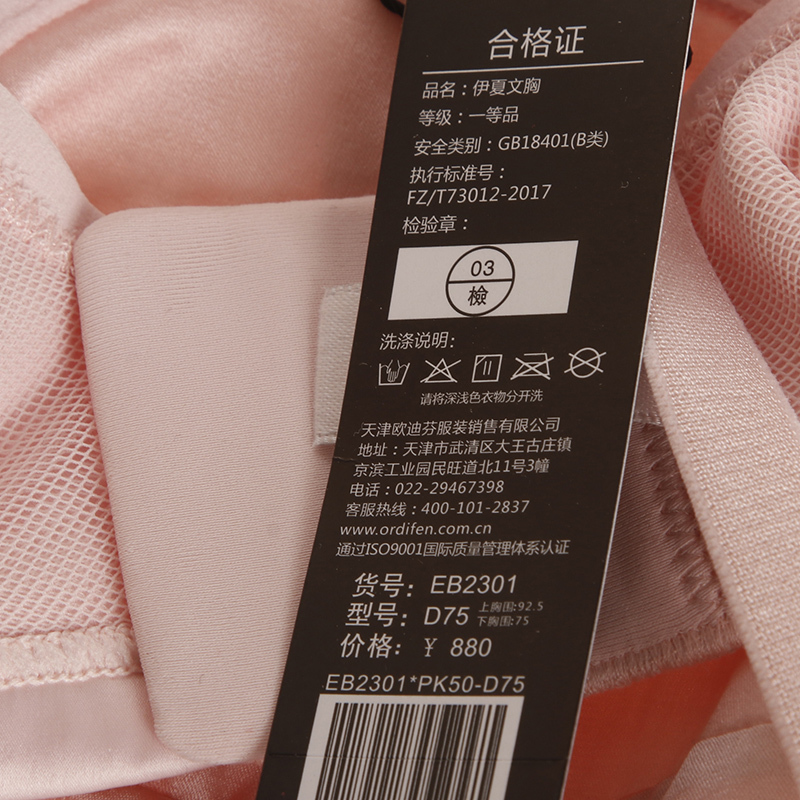 合格证
品名：伊夏文胸
等级：一等品
安全类别：GB18401(B类)
执行标准号：
FZ/T73012-2017
检验章：
03
檢
洗涤说明：
请将深浅色衣物分开洗
天津欧迪芬服装销售有限公司
地址：天津市武清区大王古庄镇
京滨工业园民旺道北11号3幢
电话：022-29467398
客服热线：400-101-2837
www.ordifen.com.cn
通过ISO9001国际质量管理体系认证
货号：EB2301
型号：D75 上胸围:92.5
下胸围:75
价格：¥ 880
EB2301*PK50-D75